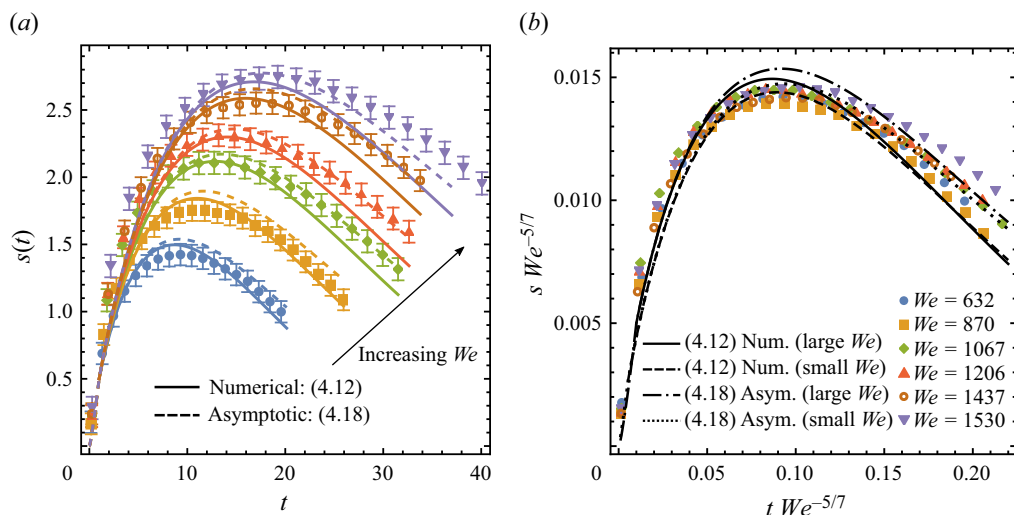 (a)
2.5
2.0
1.5
1.0
0.5
0
10
20
30
40
s(t)
t
Increasing We
Numerical: (4.12)
Asymptotic: (4.18)
(b)
0.015
0.010
0.005
0
0.05
0.10
0.15
0.20
s We^{−5/7}
t We^{−5/7}
(4.12) Num. (large We)
(4.12) Num. (small We)
(4.18) Asym. (large We)
(4.18) Asym. (small We)
We = 632
We = 870
We = 1067
We = 1206
We = 1437
We = 1530